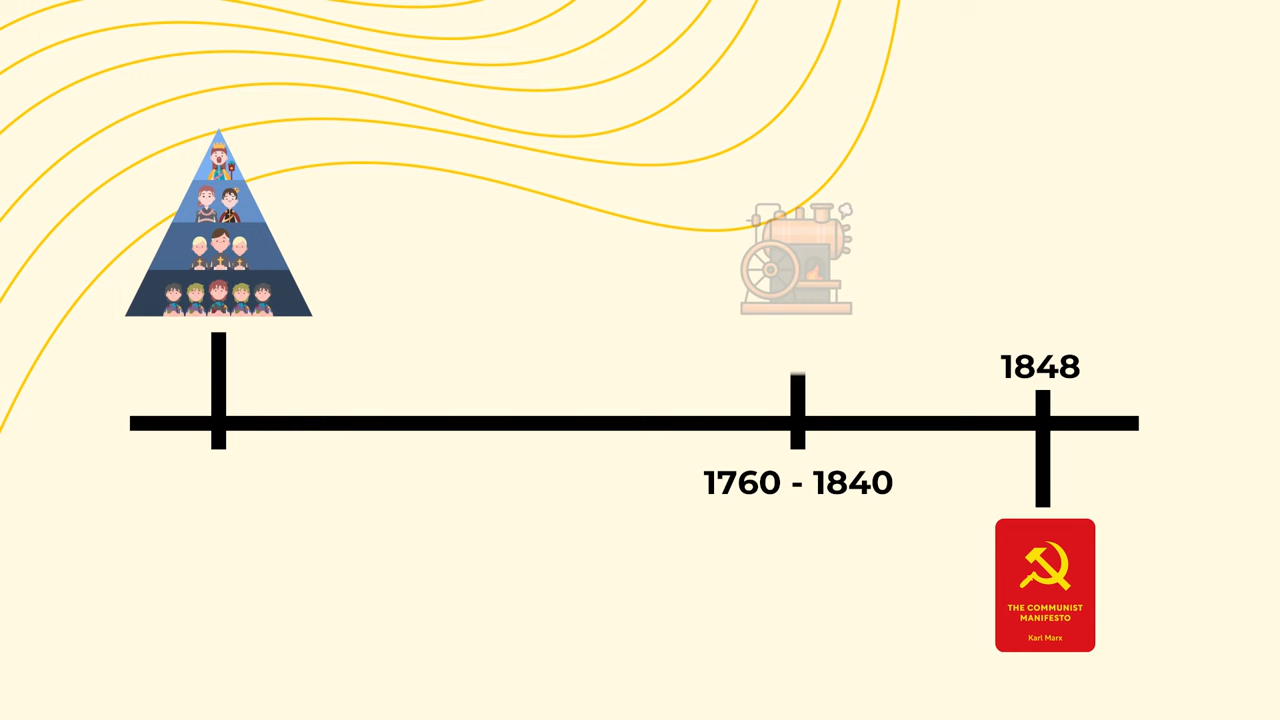 1848
1760 - 1840
THE COMMUNIST
MANIFESTO
Karl Marx